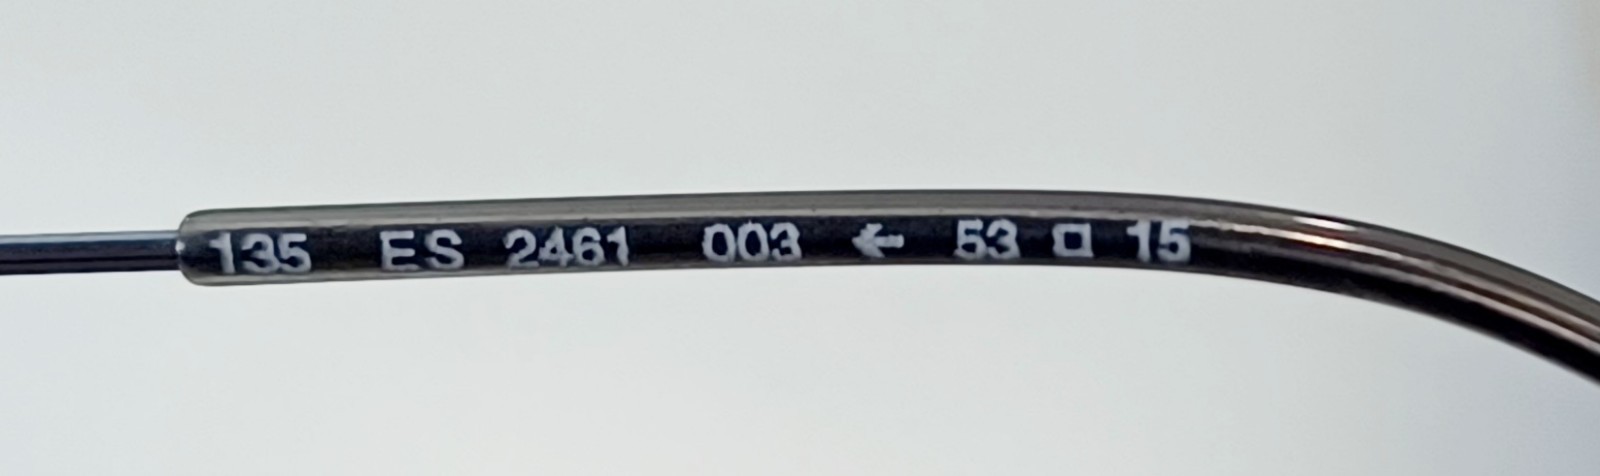 135 ES 2461 003 ← 53 □ 15